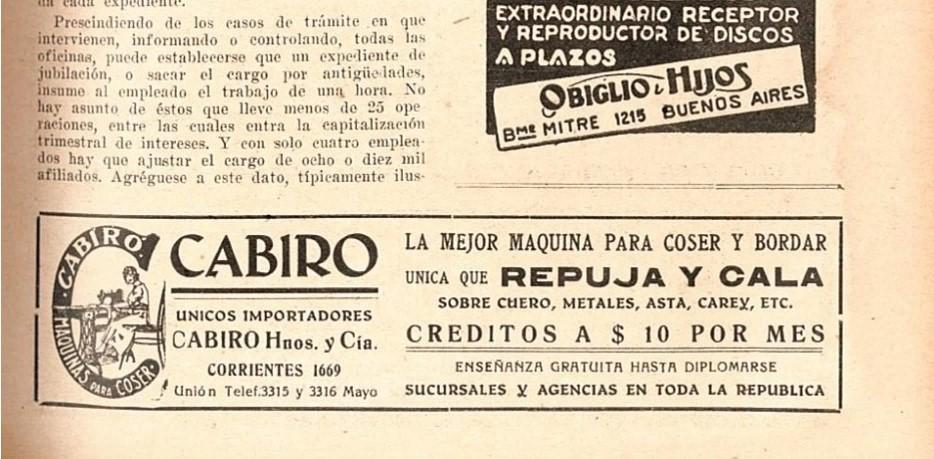 da cada expediente.
Prescindiendo de los casos de trámite en que
intervienen, informando o controlando, todas las
oficinas, puede establecerse que un expediente de
jubilación, o sacar el cargo por antigüedades,
insume al empleado el trabajo de una hora. No
hay asunto de éstos que lleve menos de 25 ope
raciones, entre las cuales entra la capitalización
trimestral de intereses. Y con solo cuatro emplea-
dos hay que ajustar el cargo de ocho o diez mil
afiliados. Agréguese a este dato, típicamente ilus-
EXTRAORDINARIO RECEPTOR
Y REPRODUCTOR DE DISCOS
A PLAZOS
OBIGLIO e HIJOS
Bmé MITRE 1215 BUENOS AIRES
CABIRO
MAQUINAS PARA COSER
CABIRO
UNICOS IMPORTADORES
CABIRO Hnos. y Cía.
CORRIENTES 1669
Unión Telef.3315 y 3316 Mayo
LA MEJOR MAQUINA PARA COSER Y BORDAR
UNICA QUE REPUJA Y CALA
SOBRE CUERO, METALES, ASTA, CAREY, ETC.
CREDITOS A $ 10 POR MES
ENSEÑANZA GRATUITA HASTA DIPLOMARSE
SUCURSALES Y AGENCIAS EN TODA LA REPUBLICA